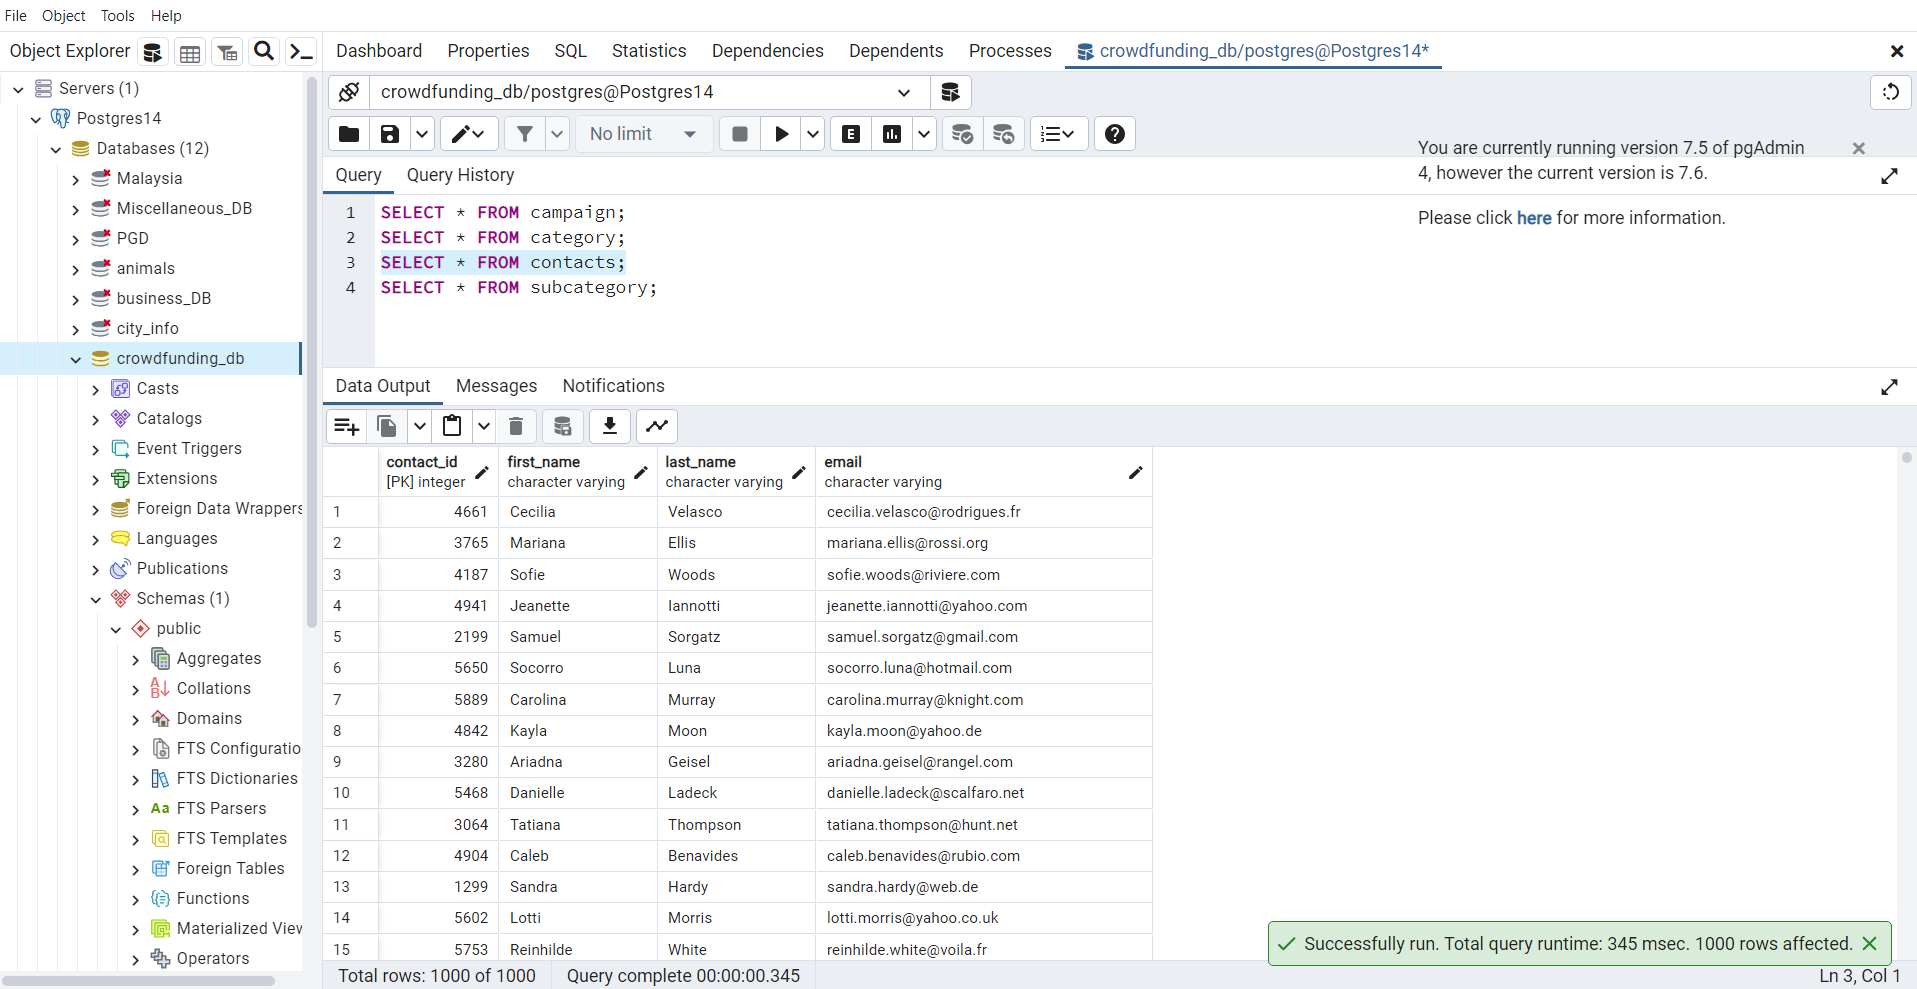 File Object Tools Help
Object Explorer
Dashboard Properties SQL Statistics Dependencies Dependents Processes crowdfunding_db/postgres@Postgres14*
Servers (1)
Postgres14
Databases (12)
Malaysia
Miscellaneous_DB
PGD
animals
business_DB
city_info
crowdfunding_db
Casts
Catalogs
Event Triggers
Extensions
Foreign Data Wrappers
Languages
Publications
Schemas (1)
public
Aggregates
Collations
Domains
FTS Configuratio
FTS Dictionaries
Aa FTS Parsers
FTS Templates
Foreign Tables
Functions
Materialized View
Operators
crowdfunding_db/postgres@Postgres14
No limit
E
You are currently running version 7.5 of pgAdmin
4, however the current version is 7.6.
Please click here for more information.
Query Query History
1 SELECT * FROM campaign;
2 SELECT * FROM category;
3 SELECT * FROM contacts;
4 SELECT * FROM subcategory;
Data Output Messages Notifications
contact_id first_name last_name email
[PK] integer character varying character varying character varying
1 4661 Cecilia Velasco cecilia.velasco@rodrigues.fr
2 3765 Mariana Ellis mariana.ellis@rossi.org
3 4187 Sofie Woods sofie.woods@riviere.com
4 4941 Jeanette Iannotti jeanette.iannotti@yahoo.com
5 2199 Samuel Sorgatz samuel.sorgatz@gmail.com
6 5650 Socorro Luna socorro.luna@hotmail.com
7 5889 Carolina Murray carolina.murray@knight.com
8 4842 Kayla Moon kayla.moon@yahoo.de
9 3280 Ariadna Geisel ariadna.geisel@rangel.com
10 5468 Danielle Ladeck danielle.ladeck@scalfaro.net
11 3064 Tatiana Thompson tatiana.thompson@hunt.net
12 4904 Caleb Benavides caleb.benavides@rubio.com
13 1299 Sandra Hardy sandra.hardy@web.de
14 5602 Lotti Morris lotti.morris@yahoo.co.uk
15 5753 Reinhilde White reinhilde.white@voila.fr
Successfully run. Total query runtime: 345 msec. 1000 rows affected.
Total rows: 1000 of 1000 Query complete 00:00:00.345 Ln 3, Col 1